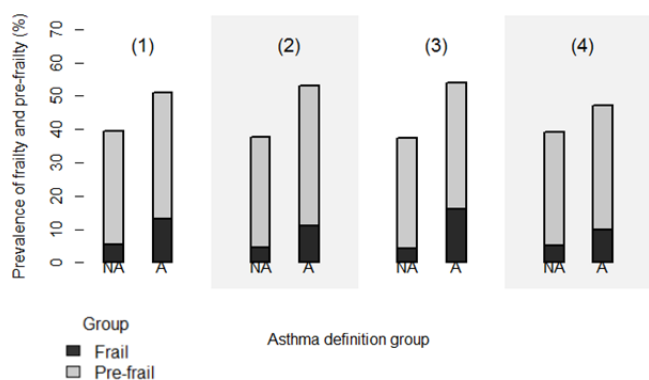 Prevalence of frailty and pre-frailty (%)
70
60
50
40
30
20
10
0
(1)
(2)
(3)
(4)
NA A NA A NA A NA A
Group
Frail
Pre-frail
Asthma definition group